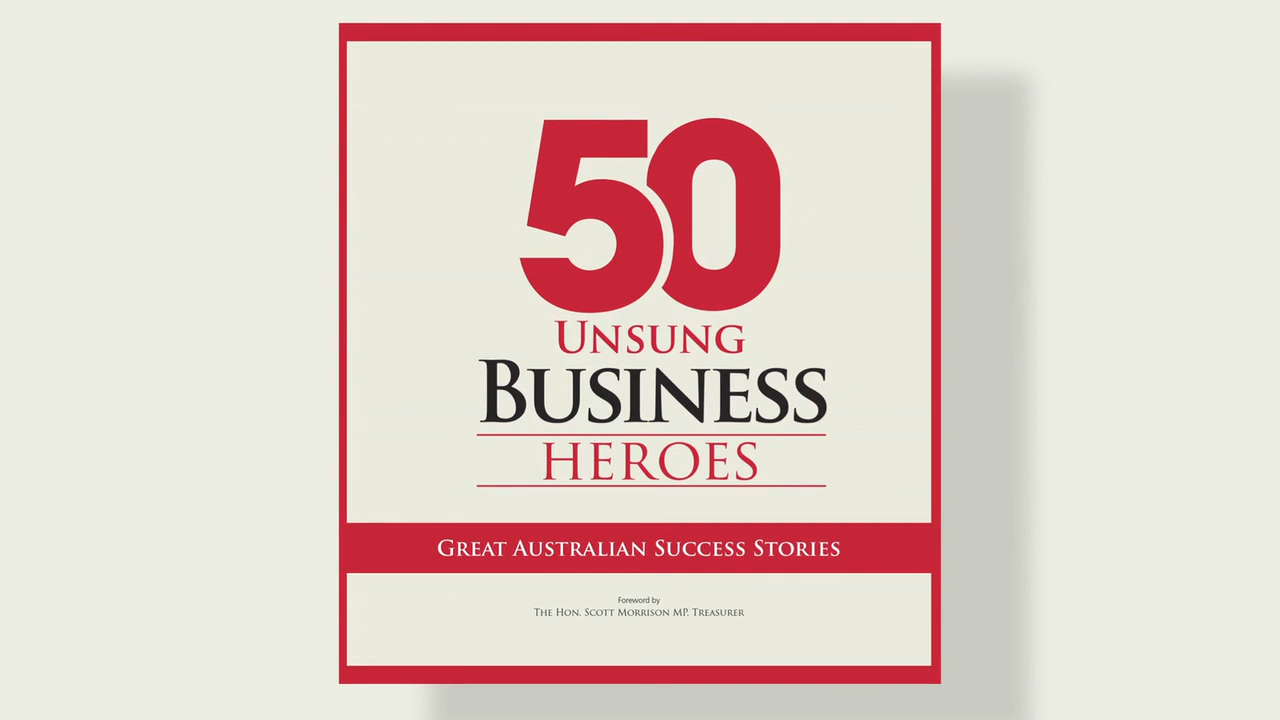 50
UNSUNG
BUSINESS
HEROES
GREAT AUSTRALIAN SUCCESS STORIES
Foreword by
THE HON. SCOTT MORRISON MP, TREASURER